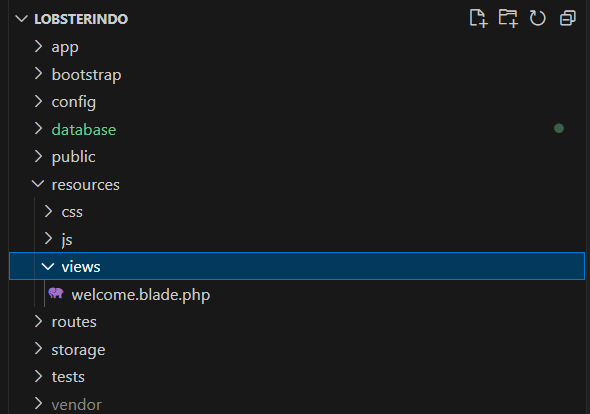 LOBSTERINDO
app
bootstrap
config
database
public
resources
css
js
views
welcome.blade.php
routes
storage
tests
vendor